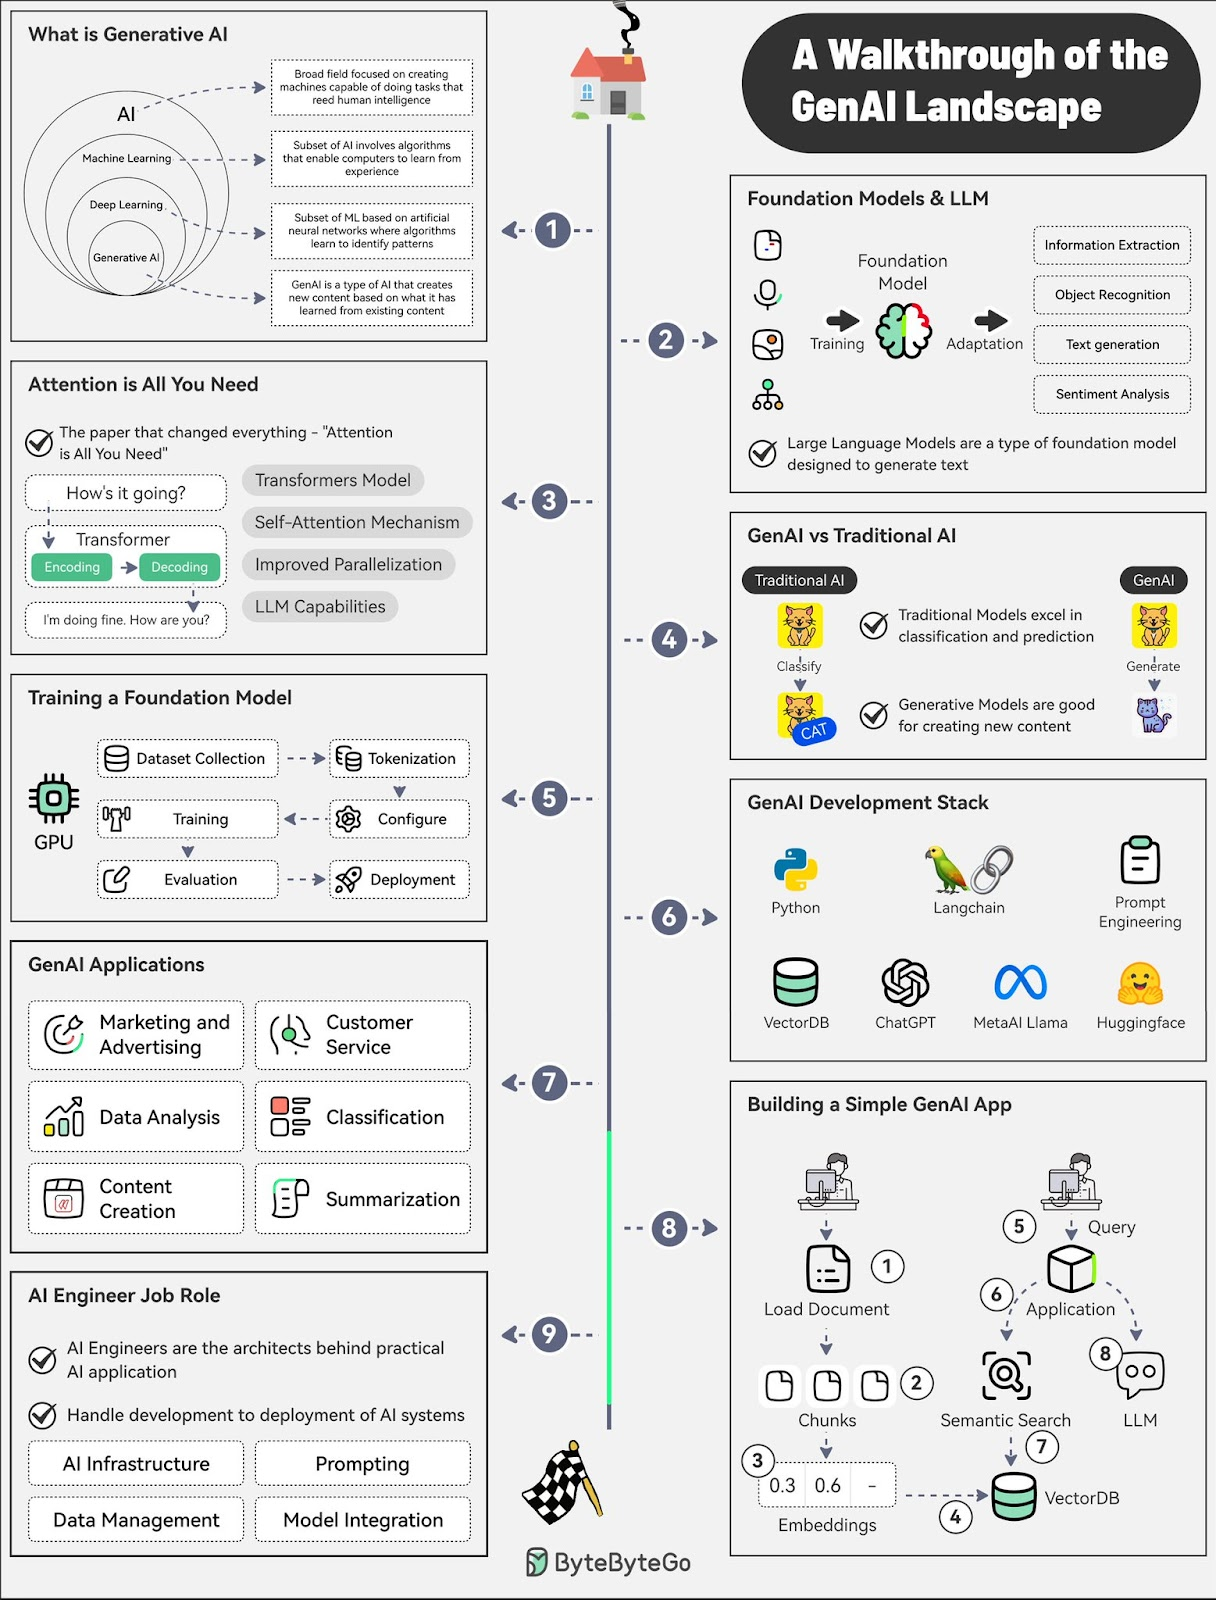 A Walkthrough of the
GenAI Landscape
What is Generative AI
AI
Machine Learning
Deep Learning
Generative AI
Broad field focused on creating
machines capable of doing tasks that
reed human intelligence
Subset of AI involves algorithms
that enable computers to learn from
experience
Subset of ML based on artificial
neural networks where algorithms
learn to identify patterns
GenAI is a type of AI that creates
new content based on what it has
learned from existing content
1
Foundation Models & LLM
Foundation
Model
Training
Adaptation
Information Extraction
Object Recognition
Text generation
Sentiment Analysis
Large Language Models are a type of foundation model
designed to generate text
2
Attention is All You Need
The paper that changed everything - "Attention
is All You Need"
How's it going?
Transformer
Encoding
Decoding
I'm doing fine. How are you?
Transformers Model
Self-Attention Mechanism
Improved Parallelization
LLM Capabilities
3
GenAI vs Traditional AI
Traditional AI
GenAI
Classify
CAT
Traditional Models excel in
classification and prediction
Generative Models are good
for creating new content
Generate
4
Training a Foundation Model
GPU
Dataset Collection
Tokenization
Training
Configure
Evaluation
Deployment
5
GenAI Development Stack
Python
Langchain
Prompt
Engineering
VectorDB
ChatGPT
MetaAI Llama
Huggingface
6
GenAI Applications
Marketing and
Advertising
Customer
Service
Data Analysis
Classification
Content
Creation
Summarization
7
Building a Simple GenAI App
1
Load Document
2
Chunks
3
0.3 0.6 -
Embeddings
4
5
Query
6
Application
Semantic Search
7
VectorDB
8
LLM
8
AI Engineer Job Role
AI Engineers are the architects behind practical
AI application
Handle development to deployment of AI systems
AI Infrastructure
Prompting
Data Management
Model Integration
9
ByteByteGo